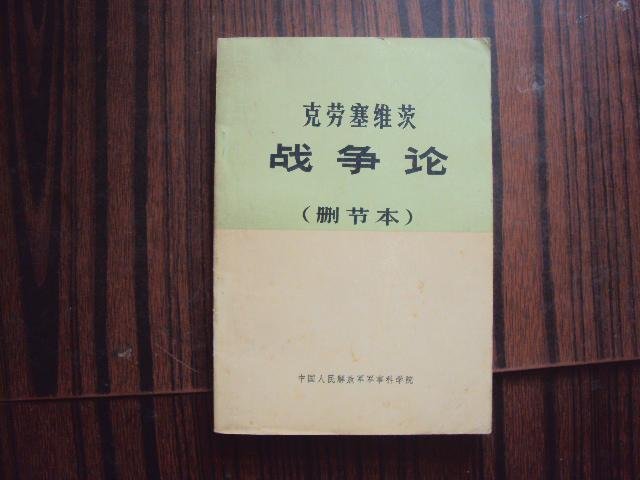 克劳塞维茨
战争论
（删节本）
中国人民解放军军事科学院